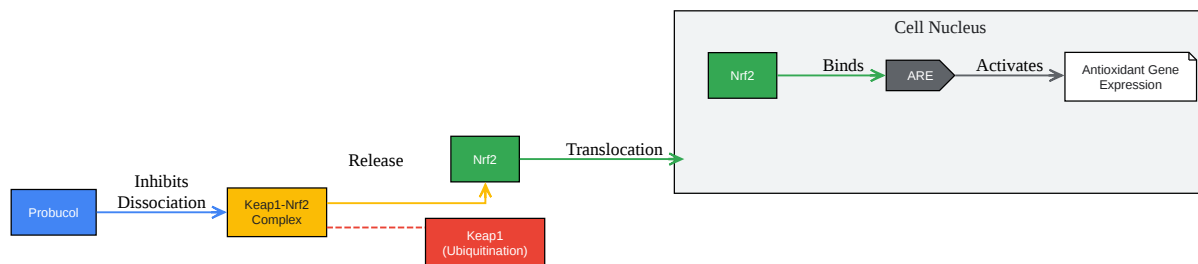 Probucol
Inhibits
Dissociation
Keap1-Nrf2
Complex
Release
Keap1
(Ubiquitination)
Nrf2
Translocation
Cell Nucleus
Nrf2
Binds
ARE
Activates
Antioxidant Gene
Expression